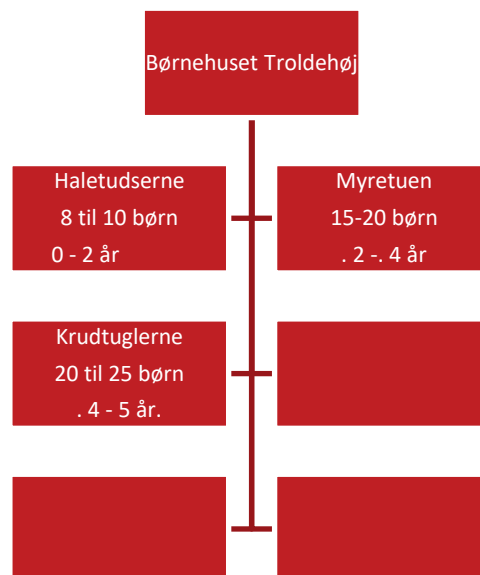 Børnehuset Troldehøj
Haletudserne
8 til 10 børn
0 - 2 år
Myretuen
15-20 børn
. 2 -. 4 år
Krudtuglerne
20 til 25 børn
. 4 - 5 år.